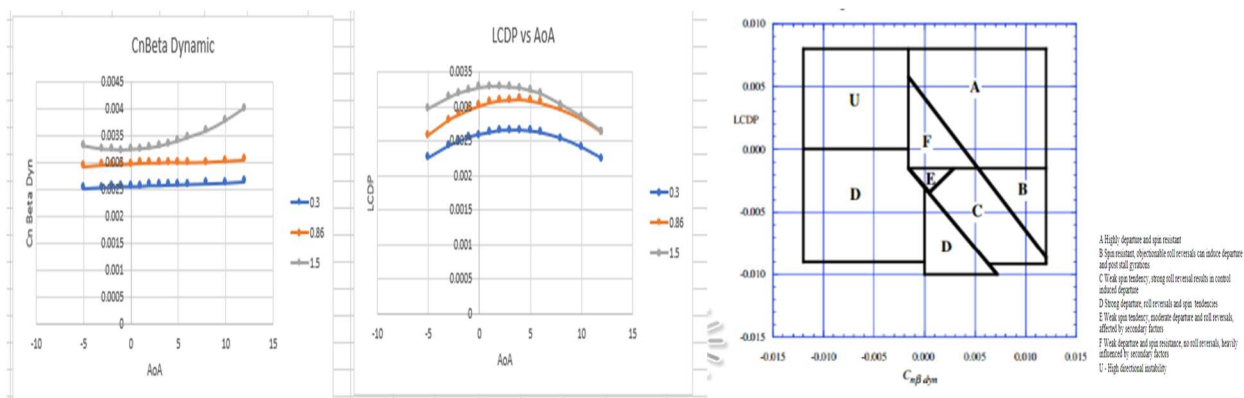 CnBeta Dynamic
0.0045
0.004
0.0035
0.003
0.0025
0.002
0.0015
0.001
0.0005
0
-10
-5
0
5
10
15
Cn Beta Dyn
AoA
0.3
0.86
1.5
LCDP vs AoA
0.0035
0.003
0.0025
0.002
0.0015
0.001
0.0005
0
-10
-5
0
5
10
15
LCDP
AoA
0.3
0.86
1.5
0.010
0.005
LCDP
0.000
-0.005
-0.010
-0.015
-0.015
-0.010
-0.005
0.000
0.005
0.010
0.015
Cnβ dyn
U
A
F
E
B
D
C
D
A Highly departure and spin resistant
B Spin resistant, objectionable roll reversals can induce departure
and post stall gyrations
C Weak spin tendency, strong roll reversal results in control
induced departure
D Strong departure, roll reversals and spin tendencies
E Weak spin tendency, moderate departure and roll reversals,
affected by secondary factors
F Weak departure and spin resistance, no roll reversals, heavily
influenced by secondary factors
U - High directional instability